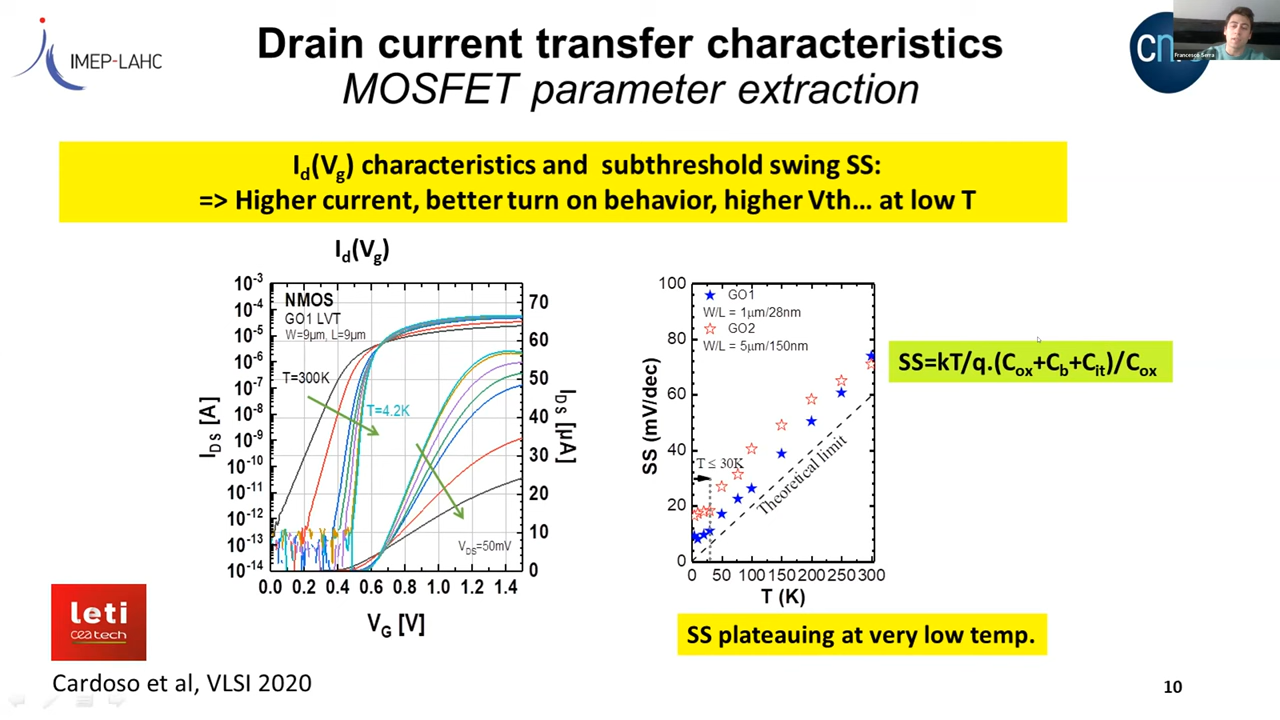 IMEP-LAHC
Drain current transfer characteristics
MOSFET parameter extraction
cn
Francesco Serra
Id(Vg) characteristics and subthreshold swing SS:
=> Higher current, better turn on behavior, higher Vth... at low T
Id(Vg)
10-3
10-4
10-5
10-6
10-7
10-8
10-9
10-10
10-11
10-12
10-13
10-14
IDS [A]
NMOS
GO1 LVT
W=9µm, L=9µm
T=300K
T=4.2K
VDS=50mV
70
60
50
40
30
20
10
0
IDS [µA]
0.0 0.2 0.4 0.6 0.8 1.0 1.2 1.4
VG [V]
100
80
60
40
20
0
SS (mV/dec)
GO1
W/L = 1µm/28nm
GO2
W/L = 5µm/150nm
T ≤ 30K
Theoretical limit
0 50 100 150 200 250 300
T (K)
SS=kT/q.(Cox+Cb+Cit)/Cox
SS plateauing at very low temp.
leti
ceatech
Cardoso et al, VLSI 2020
10